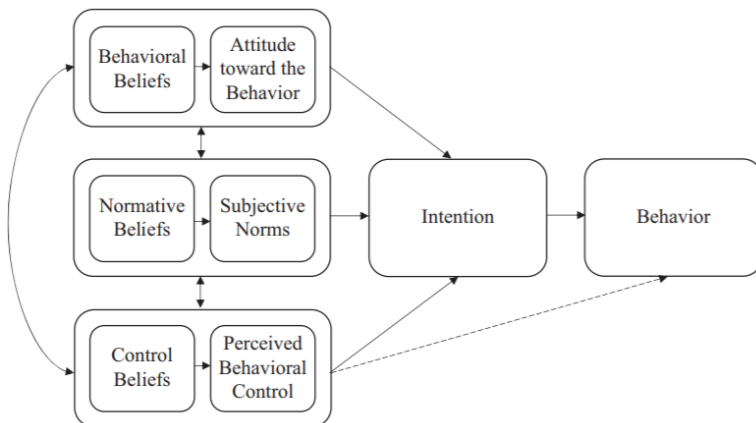 Behavioral
Beliefs
Attitude
toward the
Behavior
Normative
Beliefs
Subjective
Norms
Intention
Behavior
Control
Beliefs
Perceived
Behavioral
Control